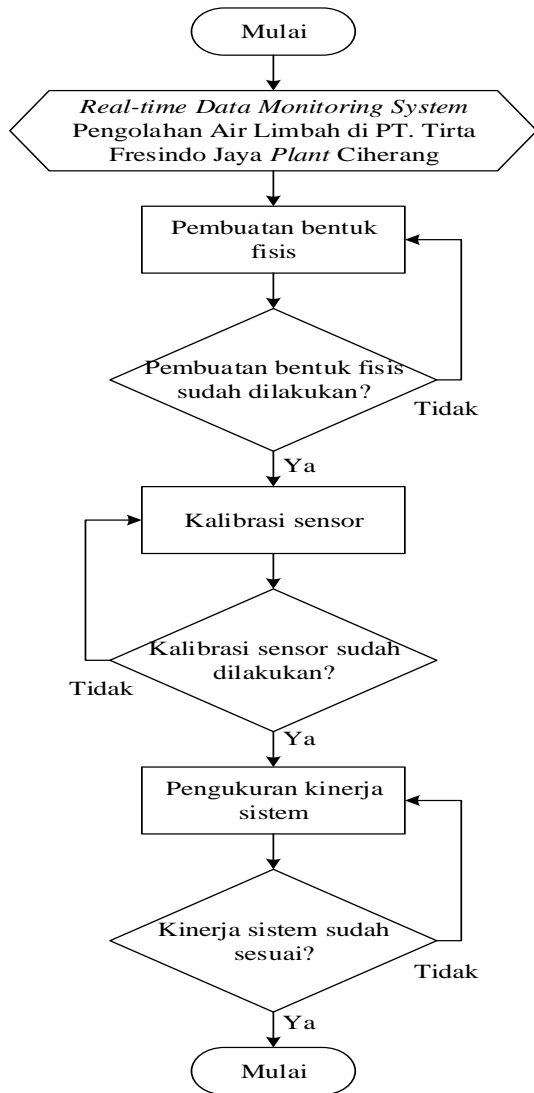 Mulai
Real-time Data Monitoring System
Pengolahan Air Limbah di PT. Tirta
Fresindo Jaya Plant Ciherang
Pembuatan bentuk
fisis
Pembuatan bentuk fisis
sudah dilakukan?
Tidak
Ya
Kalibrasi sensor
Kalibrasi sensor sudah
dilakukan?
Tidak
Ya
Pengukuran kinerja
sistem
Kinerja sistem sudah
sesuai?
Tidak
Ya
Mulai